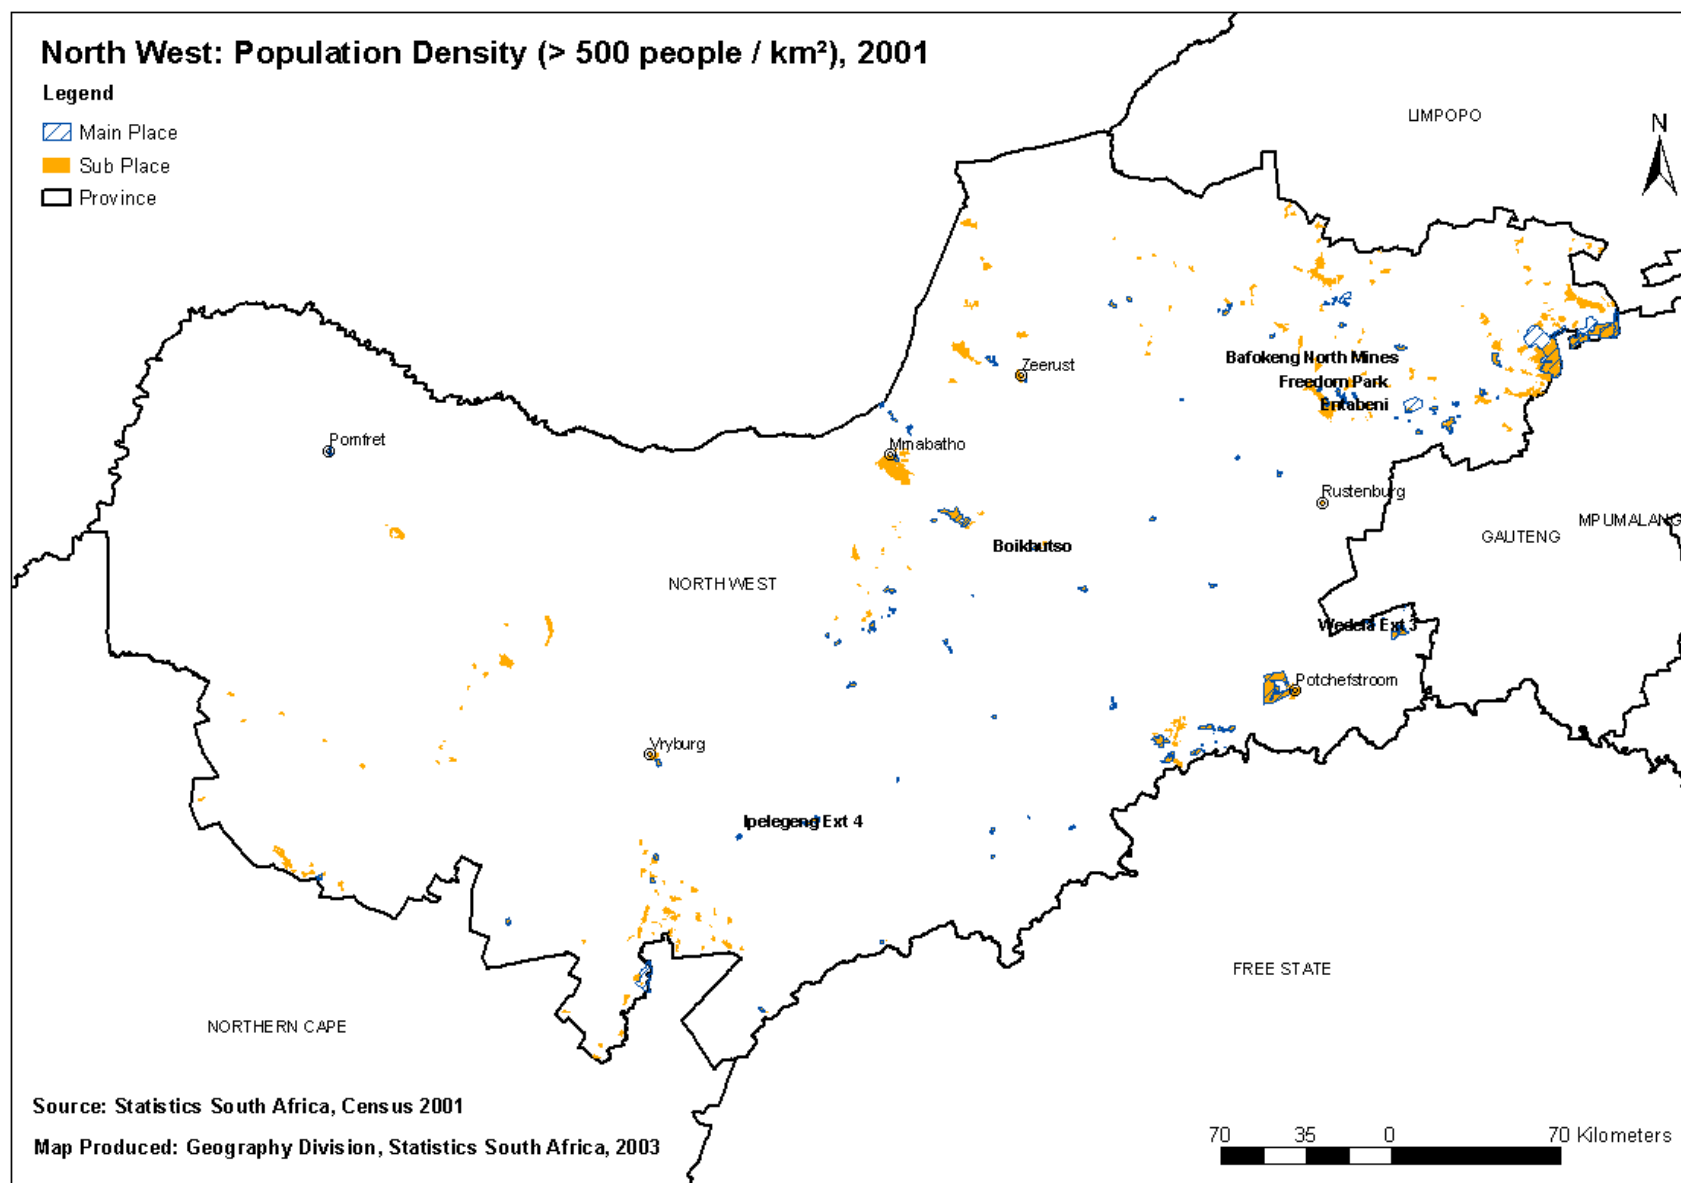 North West: Population Density (> 500 people / km²), 2001
Legend
Main Place
Sub Place
Province
LIMPOPO
N
Zeerust
Bafokeng North Mines
Freedom Park
Entabeni
Pomfret
Mmabatho
Rustenburg
GAUTENG
MPUMALANG
Boikhutso
NORTH WEST
Wedela Ext 3
Potchefstroom
Vryburg
Ipelegeng Ext 4
FREE STATE
NORTHERN CAPE
Source: Statistics South Africa, Census 2001
Map Produced: Geography Division, Statistics South Africa, 2003
70 35 0 70 Kilometers